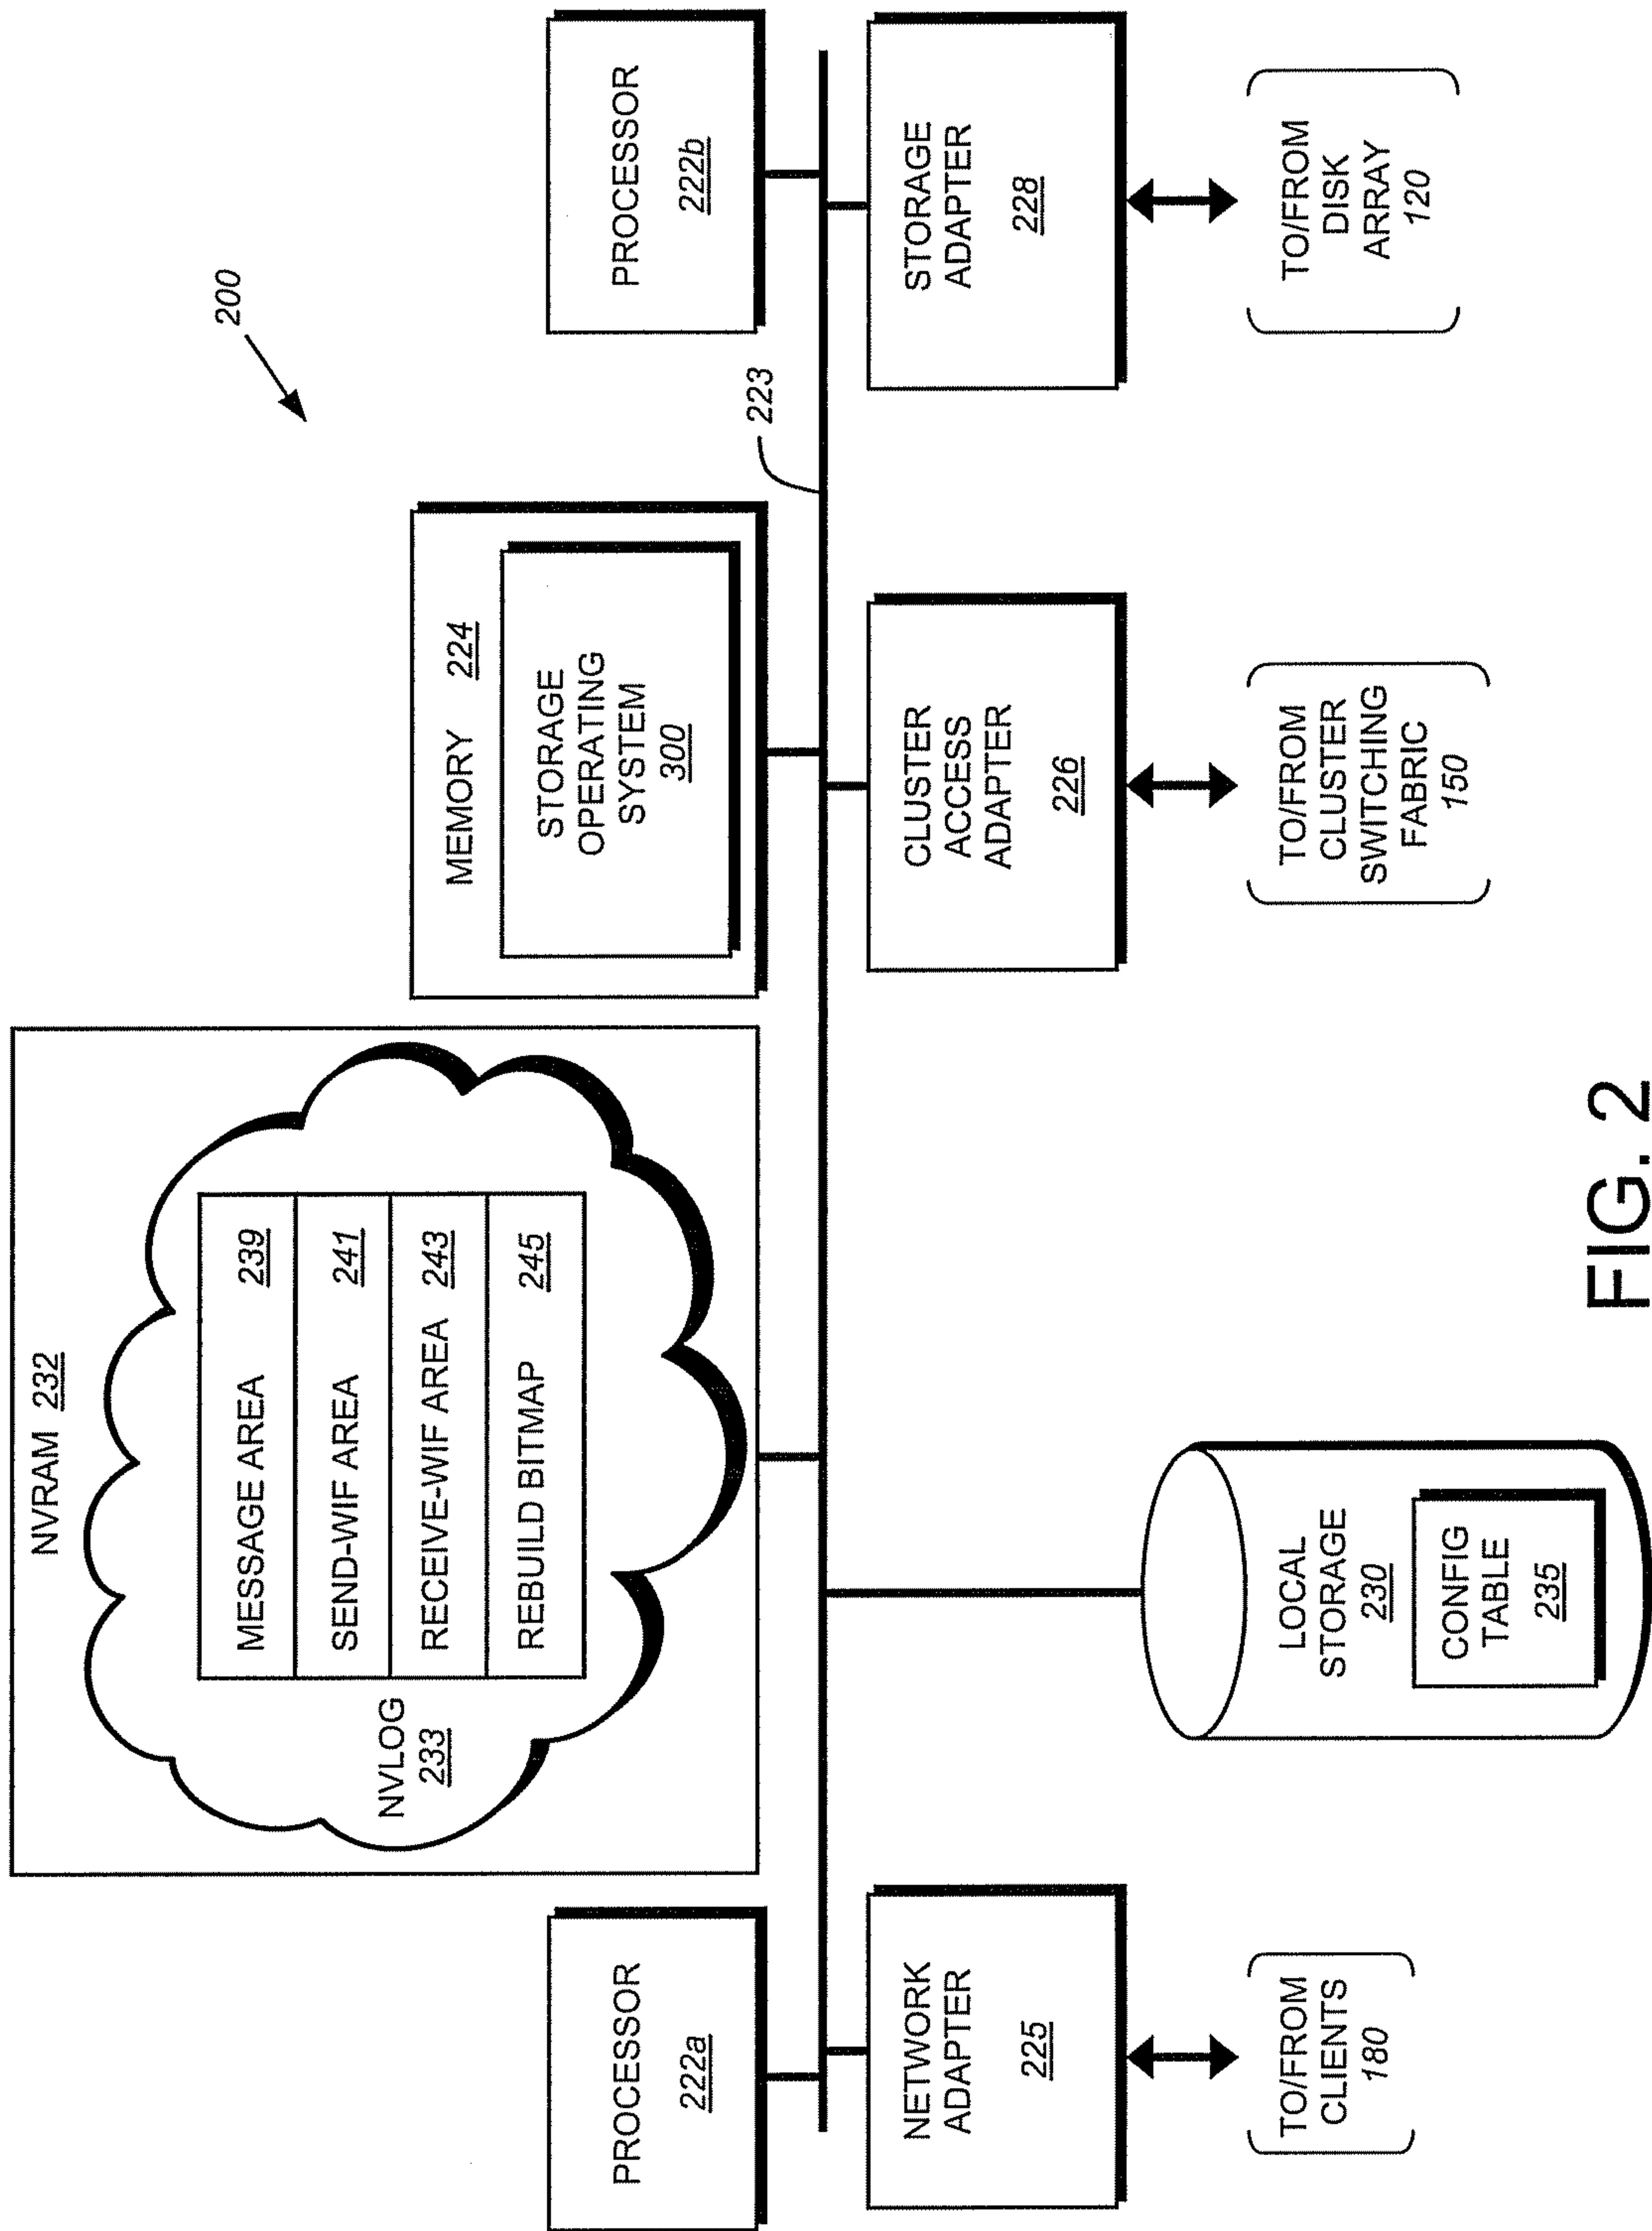 200
NVRAM 232
MESSAGE AREA 239
SEND-WIF AREA 241
RECEIVE-WIF AREA 243
REBUILD BITMAP 245
NVLOG
233
MEMORY 224
STORAGE
OPERATING
SYSTEM
300
PROCESSOR
222a
PROCESSOR
222b
223
NETWORK
ADAPTER
225
CLUSTER
ACCESS
ADAPTER
226
STORAGE
ADAPTER
228
LOCAL
STORAGE
230
CONFIG
TABLE
235
TO/FROM
CLIENTS
180
TO/FROM
CLUSTER
SWITCHING
FABRIC
150
TO/FROM
DISK
ARRAY
120
FIG. 2